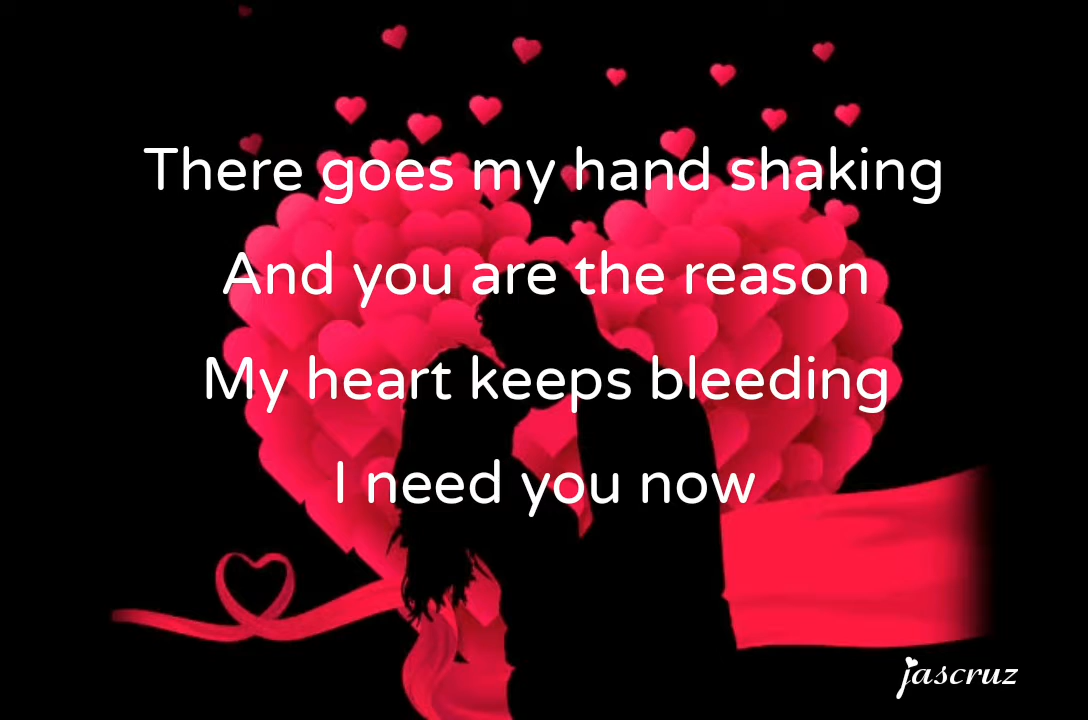 There goes my hand shaking
And you are the reason
My heart keeps bleeding
I need you now
jascruz